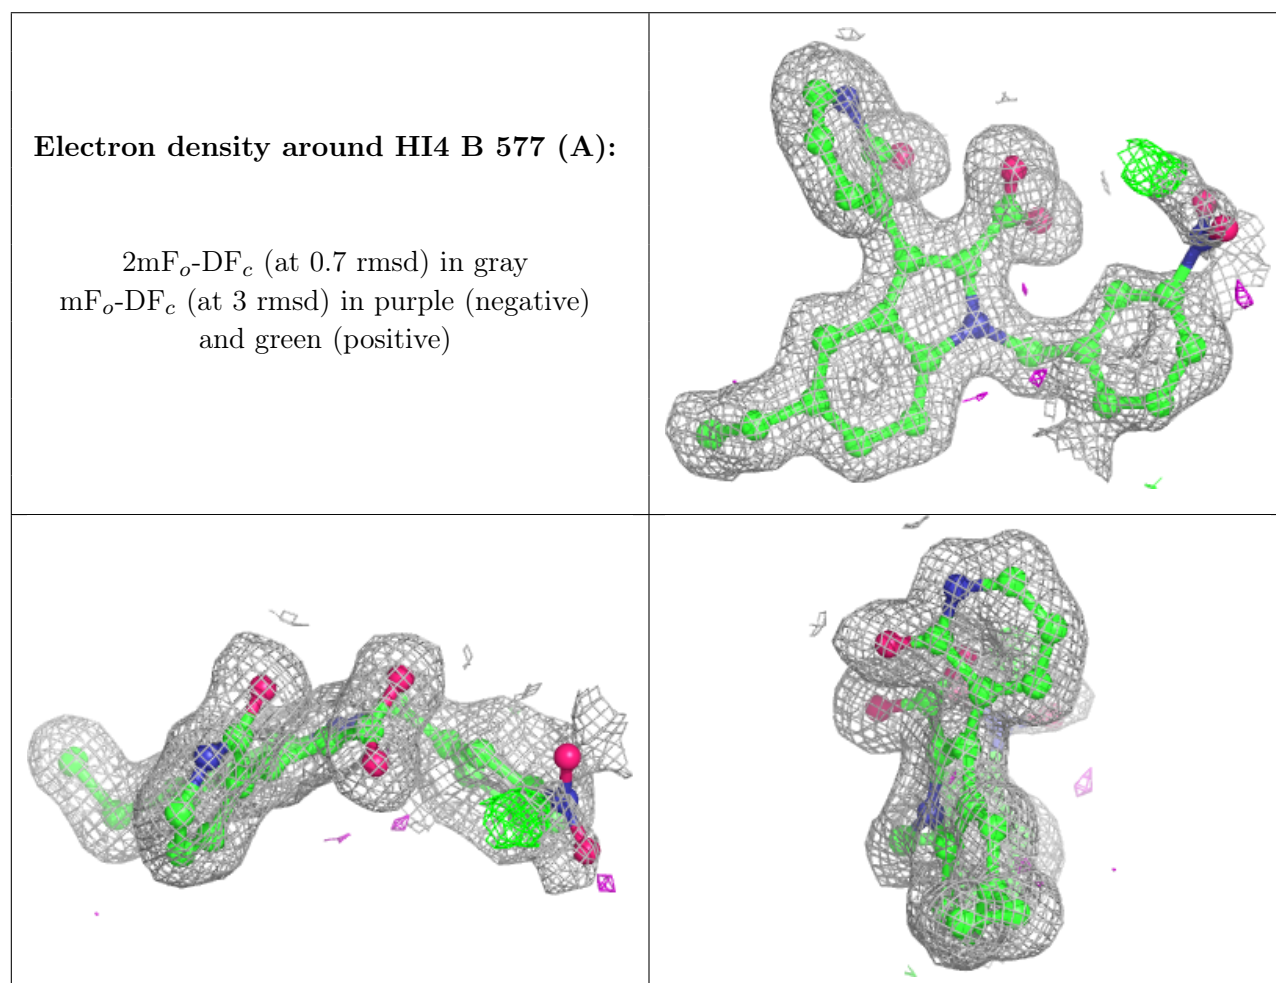 Electron density around HI4 B 577 (A):
2mFo-DFc (at 0.7 rmsd) in gray
mFo-DFc (at 3 rmsd) in purple (negative)
and green (positive)